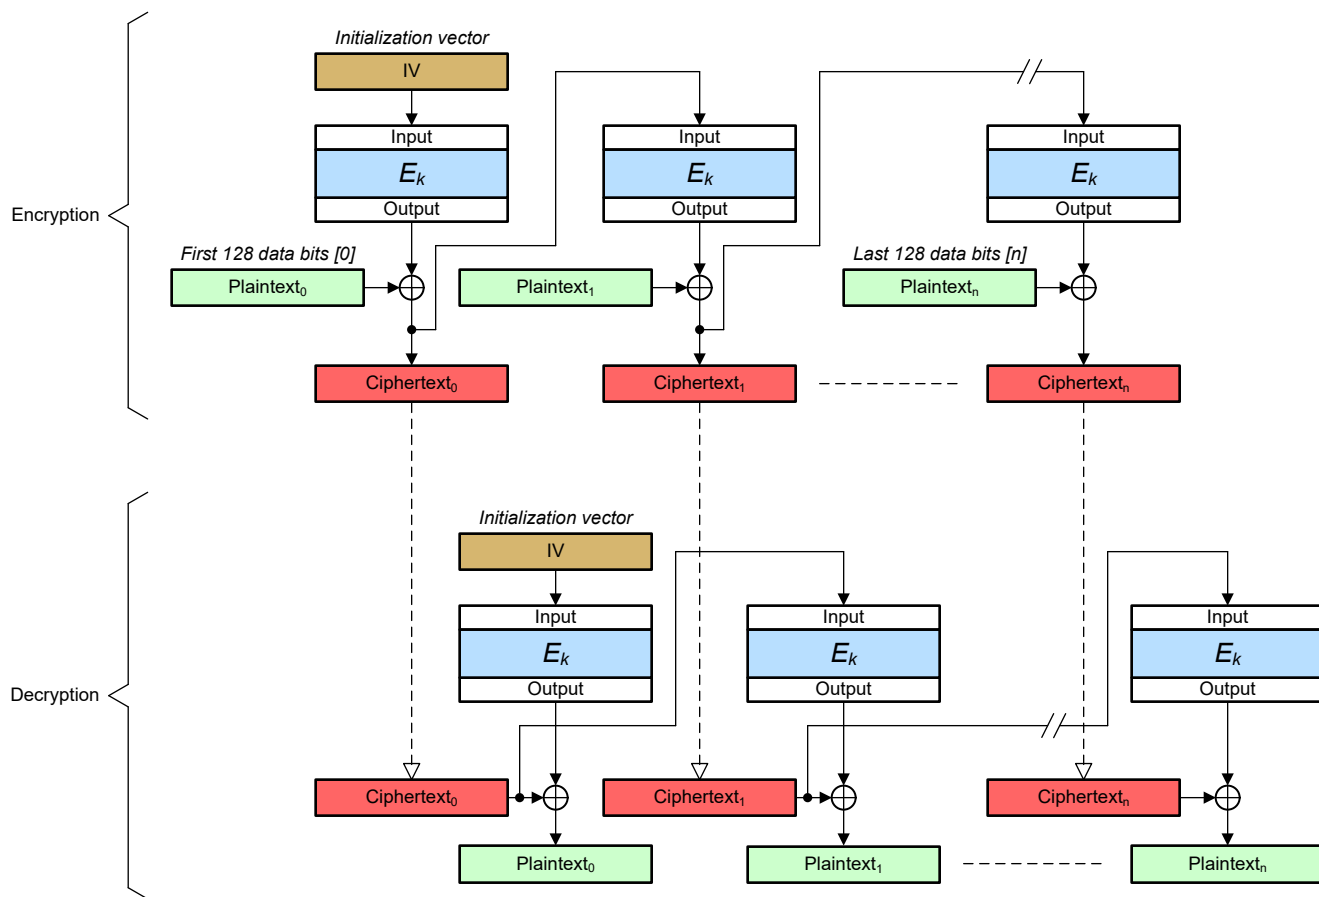 Initialization vector
IV
Input Input Input
Ek Ek Ek
Output Output Output
Encryption
First 128 data bits [0] Last 128 data bits [n]
Plaintext0 Plaintext1 Plaintextn
Ciphertext0 Ciphertext1 Ciphertextn
Initialization vector
IV
Input Input Input
Ek Ek Ek
Output Output Output
Decryption
Ciphertext0 Ciphertext1 Ciphertextn
Plaintext0 Plaintext1 Plaintextn